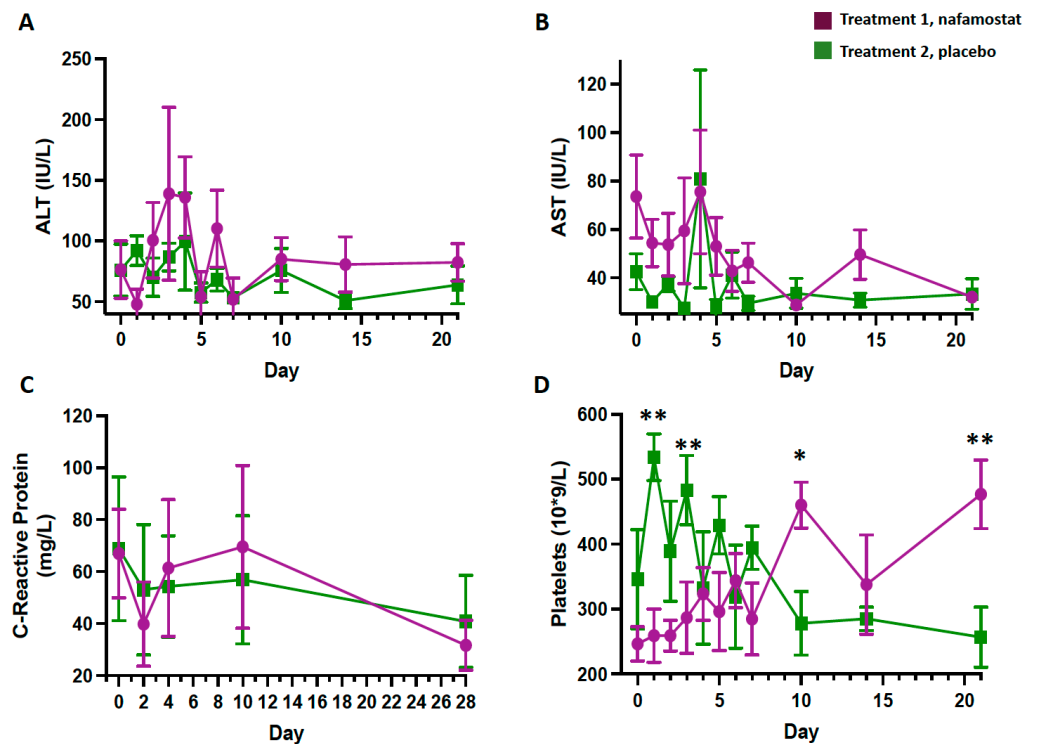 A
B
Treatment 1, nafamostat
Treatment 2, placebo
ALT (IU/L)
250
200
150
100
50
0 5 10 15 20
Day
AST (IU/L)
120
100
80
60
40
0 5 10 15 20
Day
C
D
C-Reactive Protein
(mg/L)
120
100
80
60
40
20
0 2 4 6 8 10 12 14 16 18 20 22 24 26 28
Day
Platelets (10*9/L)
600
500
400
300
200
** ** * **
0 5 10 15 20
Day